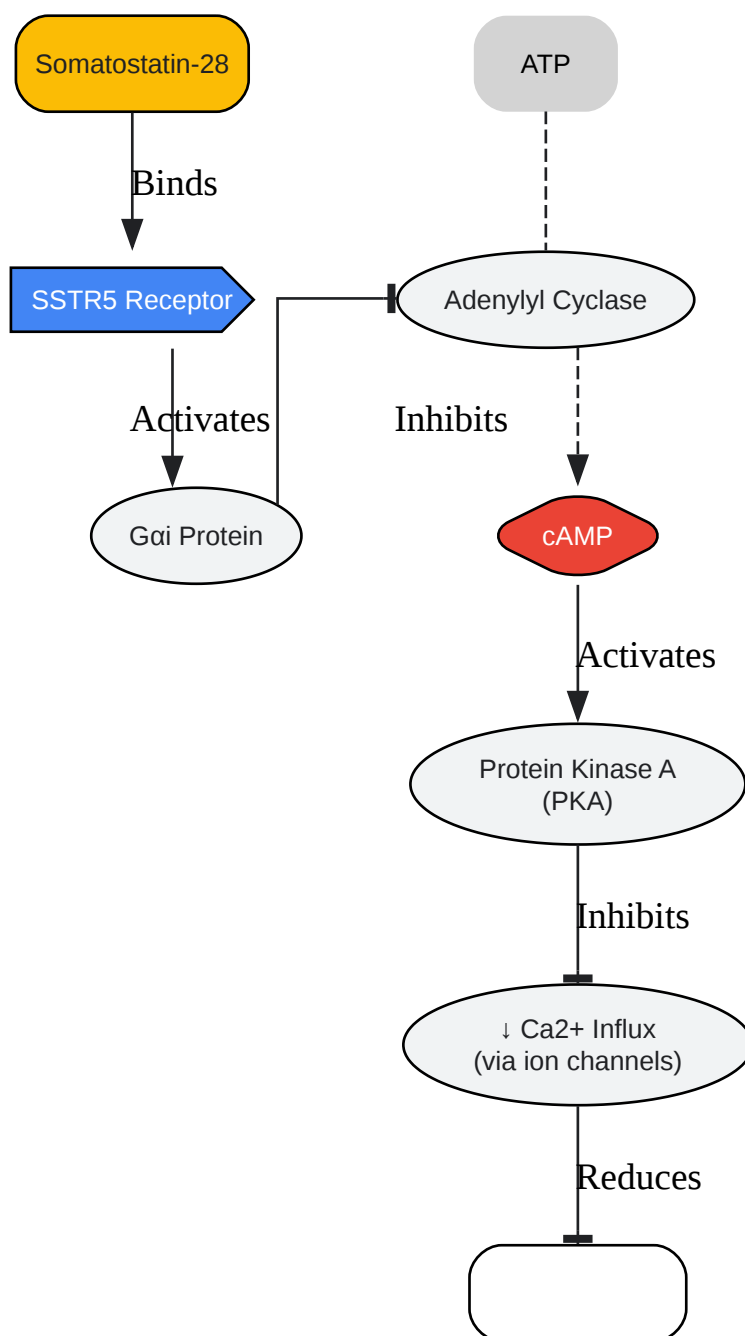 Somatostatin-28
ATP
Binds
SSTR5 Receptor
Adenylyl Cyclase
Activates
Inhibits
Gαi Protein
cAMP
Activates
Protein Kinase A
(PKA)
Inhibits
↓ Ca2+ Influx
(via ion channels)
Reduces